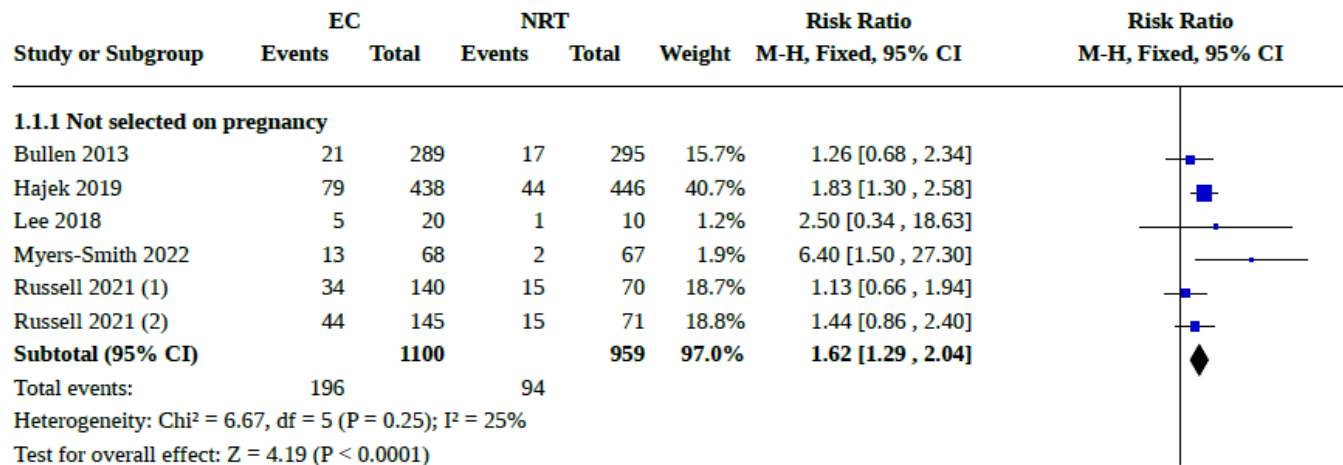 EC NRT Risk Ratio Risk Ratio
Study or Subgroup Events Total Events Total Weight M-H, Fixed, 95% CI M-H, Fixed, 95% CI
1.1.1 Not selected on pregnancy
Bullen 2013 21 289 17 295 15.7% 1.26 [0.68 , 2.34]
Hajek 2019 79 438 44 446 40.7% 1.83 [1.30 , 2.58]
Lee 2018 5 20 1 10 1.2% 2.50 [0.34 , 18.63]
Myers-Smith 2022 13 68 2 67 1.9% 6.40 [1.50 , 27.30]
Russell 2021 (1) 34 140 15 70 18.7% 1.13 [0.66 , 1.94]
Russell 2021 (2) 44 145 15 71 18.8% 1.44 [0.86 , 2.40]
Subtotal (95% CI) 1100 959 97.0% 1.62 [1.29 , 2.04]
Total events: 196 94
Heterogeneity: Chi² = 6.67, df = 5 (P = 0.25); I² = 25%
Test for overall effect: Z = 4.19 (P < 0.0001)